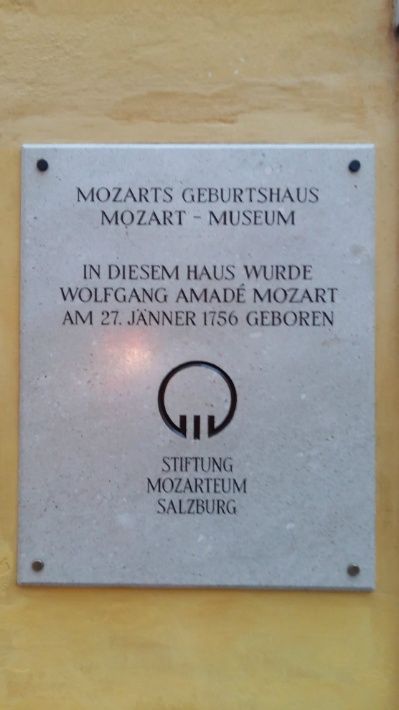 MOZARTS GEBURTSHAUS
MOZART - MUSEUM
IN DIESEM HAUS WURDE
WOLFGANG AMADÉ MOZART
AM 27. JÄNNER 1756 GEBOREN
STIFTUNG
MOZARTEUM
SALZBURG